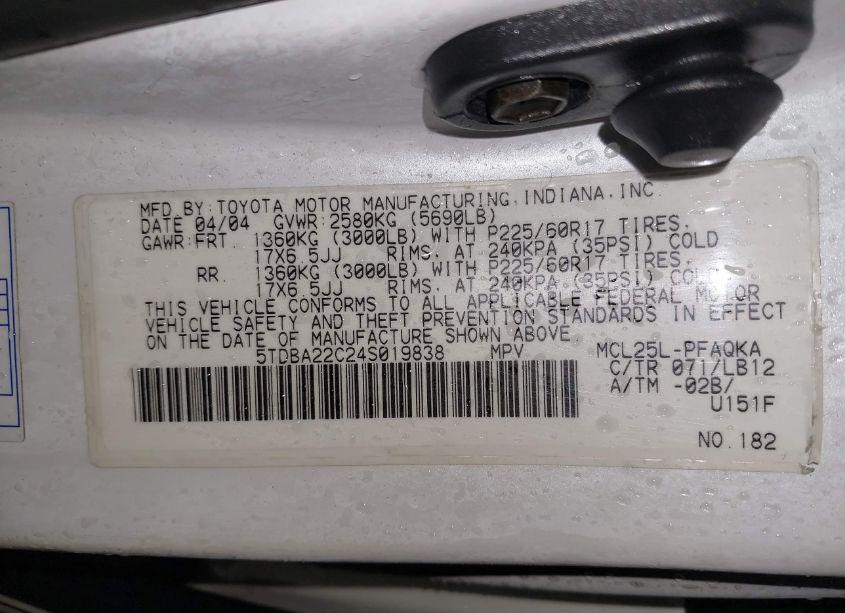 MFD.BY:TOYOTA MOTOR MANUFACTURING,INDIANA,INC.
DATE 04/04 GVWR:2580KG (5690LB)
GAWR:FRT. 1360KG (3000LB) WITH P225/60R17 TIRES.
17X6.5JJ RIMS. AT 240KPA (35PSI) COLD
RR. 1360KG (3000LB) WITH P225/60R17 TIRES.
17X6.5JJ RIMS. AT 240KPA (35PSI) COLD
THIS VEHICLE CONFORMS TO ALL APPLICABLE FEDERAL MOTOR
VEHICLE SAFETY AND THEFT PREVENTION STANDARDS IN EFFECT
ON THE DATE OF MANUFACTURE SHOWN ABOVE
5TDBA22C24S019838 MPV MCL25L-PFAQKA
C/TR 071/LB12
A/TM -02B/
U151F
NO.182